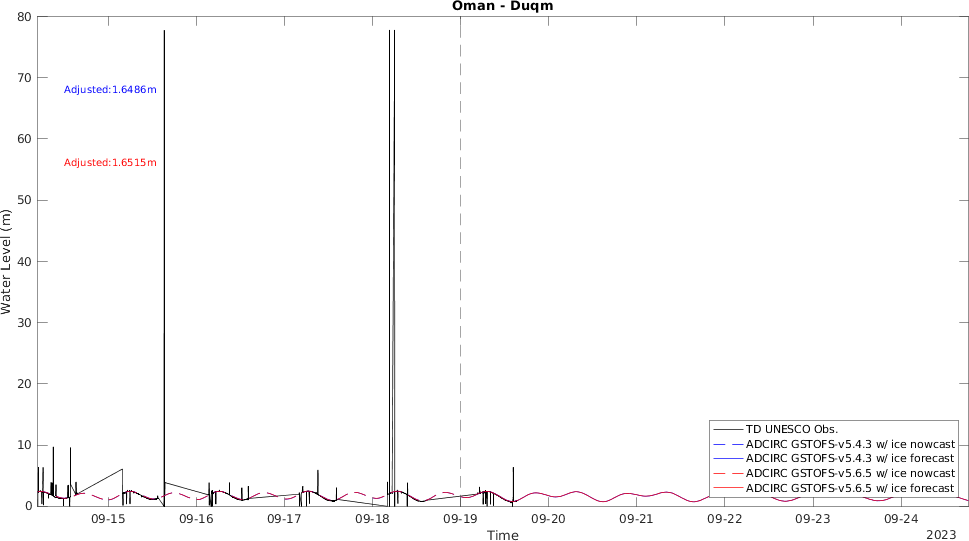 Oman - Duqm
80
70
60
50
40
30
20
10
0
Water Level (m)
Adjusted:1.6486m
Adjusted:1.6515m
TD UNESCO Obs.
ADCIRC GSTOFS-v5.4.3 w/ ice nowcast
ADCIRC GSTOFS-v5.4.3 w/ ice forecast
ADCIRC GSTOFS-v5.6.5 w/ ice nowcast
ADCIRC GSTOFS-v5.6.5 w/ ice forecast
09-15 09-16 09-17 09-18 09-19 09-20 09-21 09-22 09-23 09-24
Time
2023